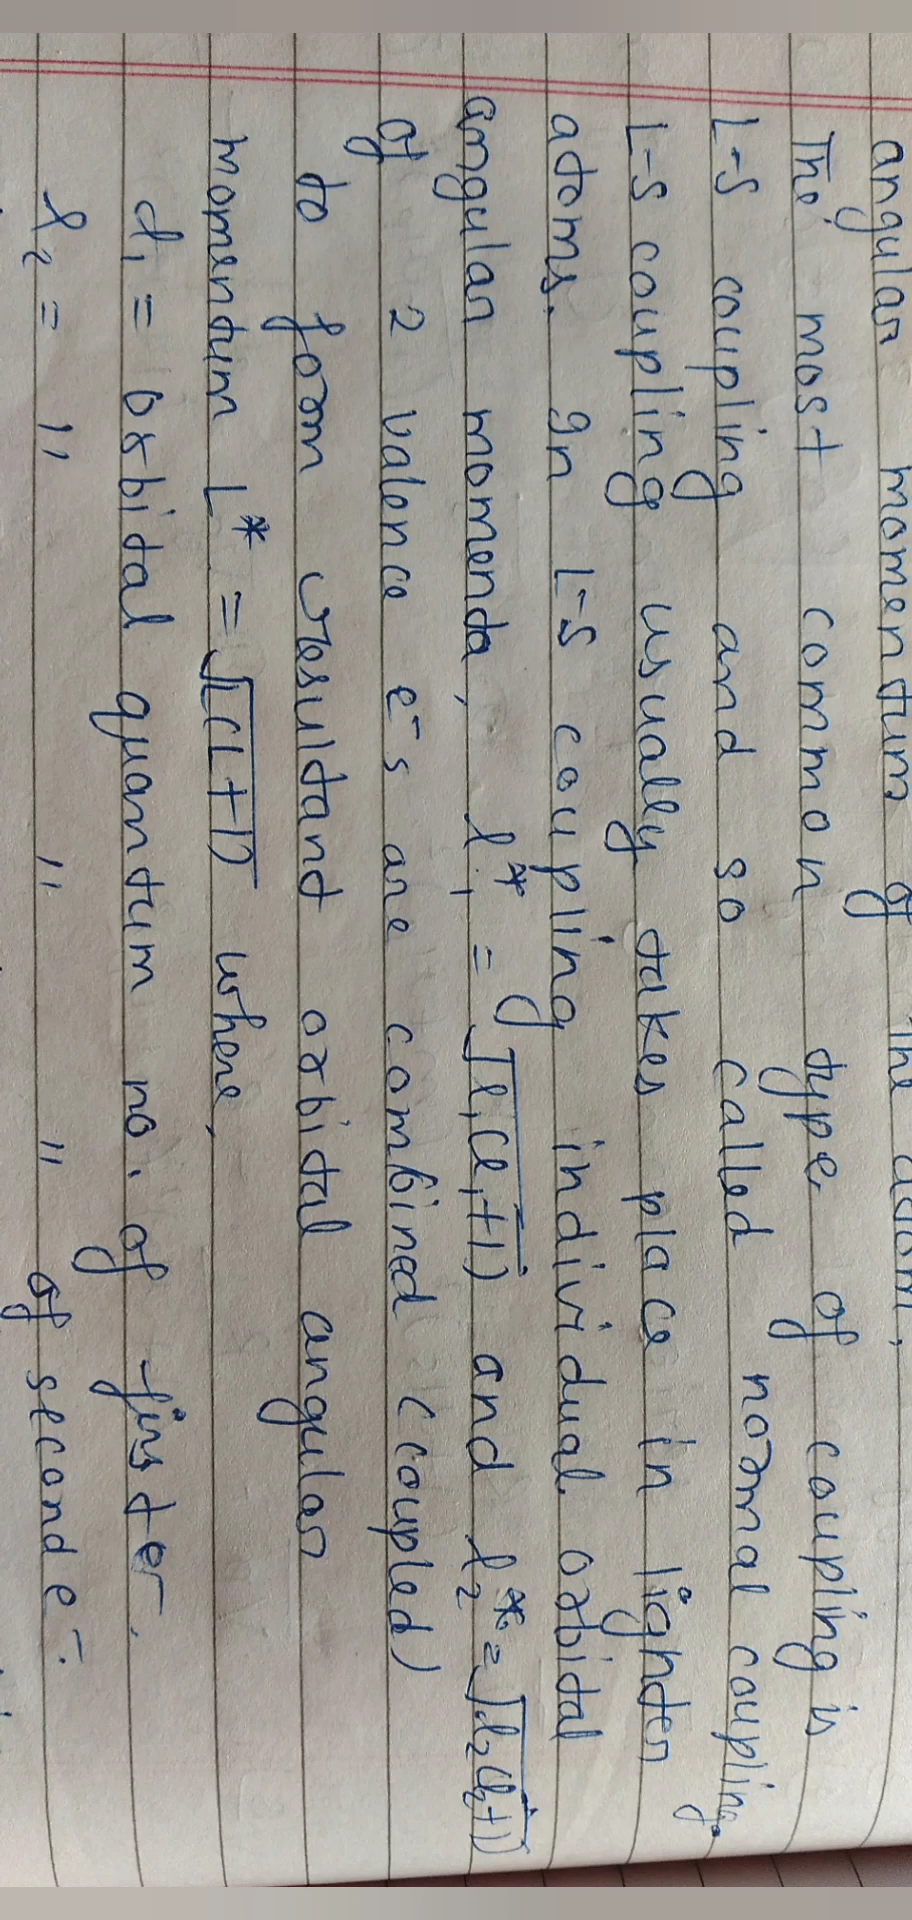 angular momentum of the atom,
The most common type of coupling is
L-S coupling and so called normal coupling.
L-S coupling usually takes place in lighter
atoms. In L-S coupling individual orbital
angular momenta, l₁* = √l₁(l₁+1) and l₂* = √l₂(l₂+1)
of 2 valence e⁻s are combined (coupled)
to form resultant orbital angular
momentum L* = √L(L+1) where,
l₁ = orbital quantum no. of first e⁻.
l₂ = " " " of second e⁻.